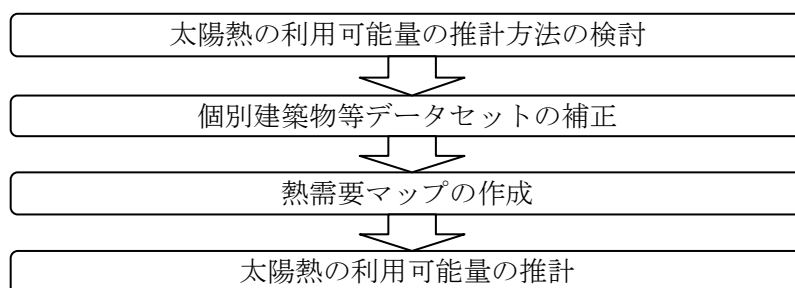 太陽熱の利用可能量の推計方法の検討
個別建築物等データセットの補正
熱需要マップの作成
太陽熱の利用可能量の推計